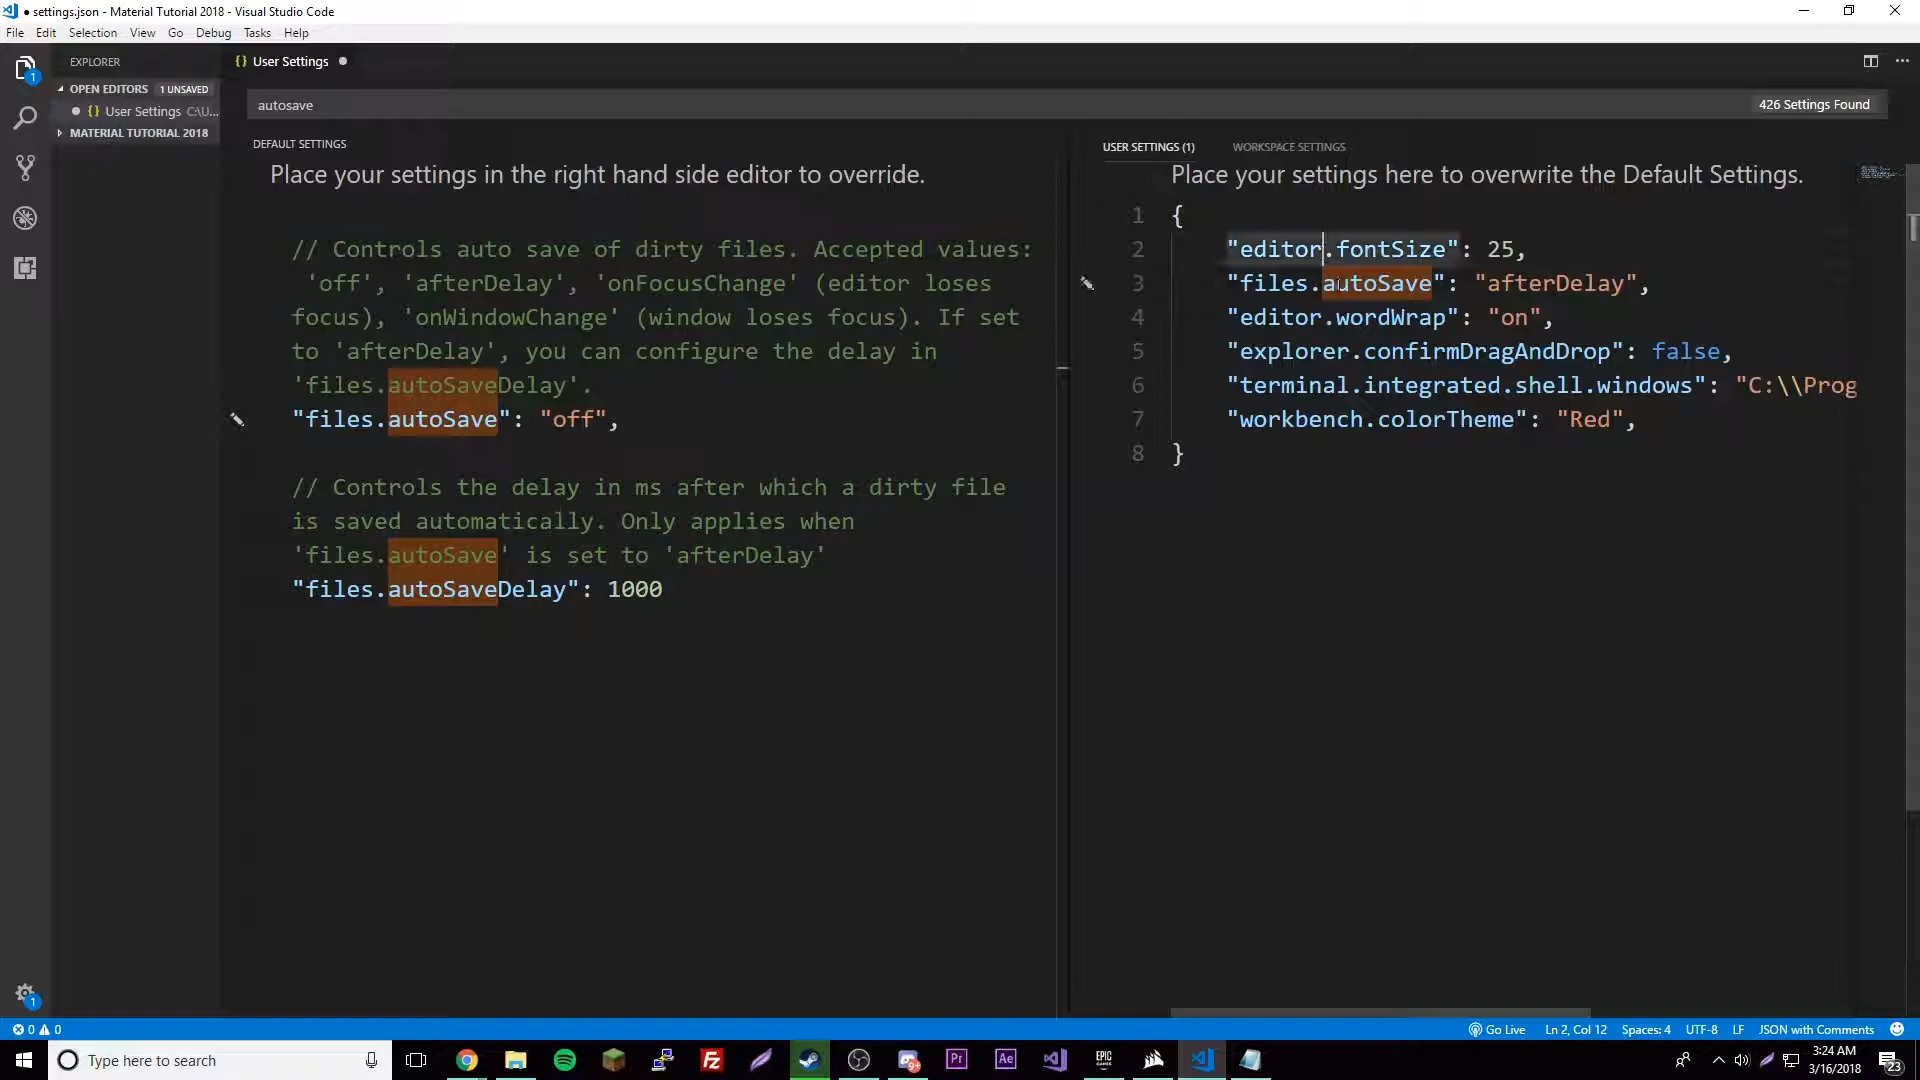 ● settings.json - Material Tutorial 2018 - Visual Studio Code
File Edit Selection View Go Debug Tasks Help
1
EXPLORER
OPEN EDITORS 1 UNSAVED
● {} User Settings C:\U...
MATERIAL TUTORIAL 2018
{} User Settings ●
autosave
426 Settings Found
DEFAULT SETTINGS
Place your settings in the right hand side editor to override.
// Controls auto save of dirty files. Accepted values:
'off', 'afterDelay', 'onFocusChange' (editor loses
focus), 'onWindowChange' (window loses focus). If set
to 'afterDelay', you can configure the delay in
'files.autoSaveDelay'.
"files.autoSave": "off",
// Controls the delay in ms after which a dirty file
is saved automatically. Only applies when
'files.autoSave' is set to 'afterDelay'
"files.autoSaveDelay": 1000
USER SETTINGS (1) WORKSPACE SETTINGS
Place your settings here to overwrite the Default Settings.
1 {
2 "editor.fontSize": 25,
3 "files.autoSave": "afterDelay",
4 "editor.wordWrap": "on",
5 "explorer.confirmDragAndDrop": false,
6 "terminal.integrated.shell.windows": "C:\\Prog
7 "workbench.colorTheme": "Red",
8 }
1
0 0
Go Live Ln 2, Col 12 Spaces: 4 UTF-8 LF JSON with Comments
Type here to search
9+
Pr
Ae
EPIC
GAMES
3:24 AM
3/16/2018
23